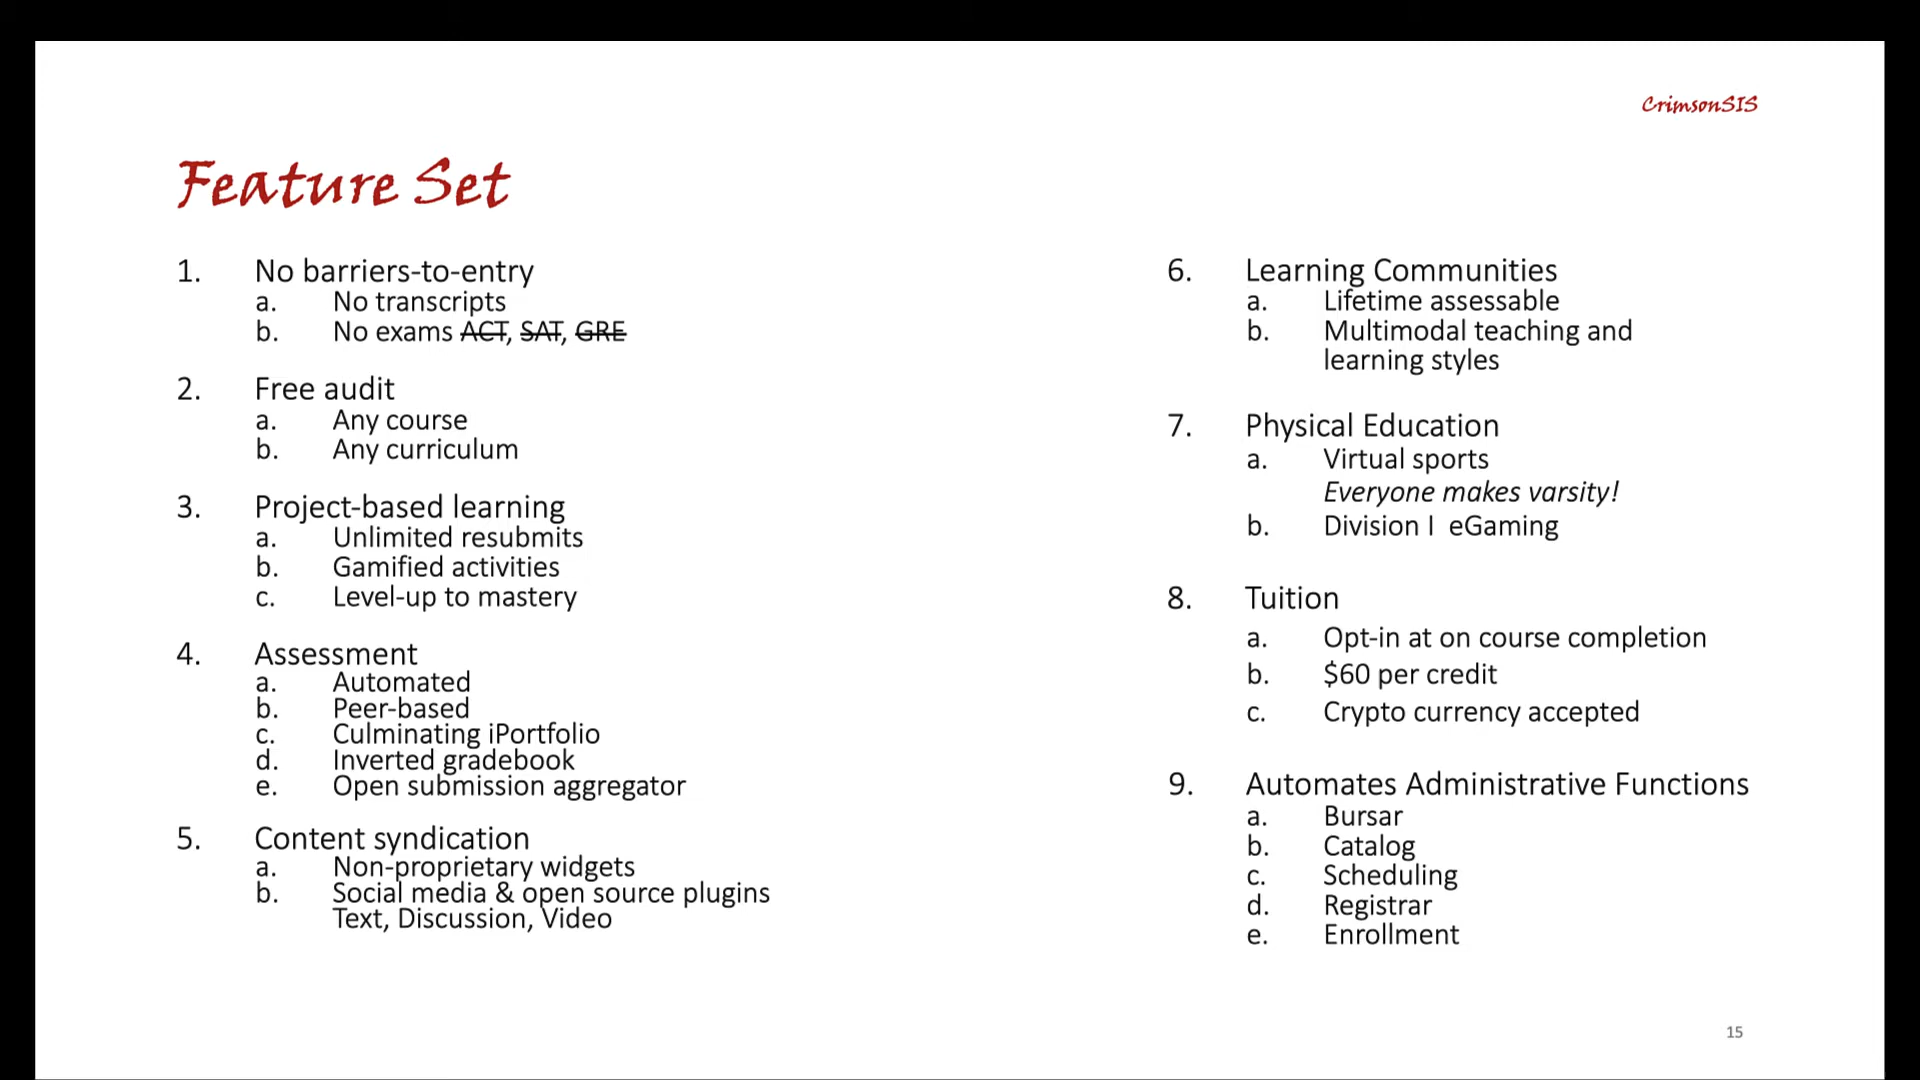 CrimsonSIS
Feature Set
1. No barriers-to-entry
a. No transcripts
b. No exams ACT, SAT, GRE
2. Free audit
a. Any course
b. Any curriculum
3. Project-based learning
a. Unlimited resubmits
b. Gamified activities
c. Level-up to mastery
4. Assessment
a. Automated
b. Peer-based
c. Culminating iPortfolio
d. Inverted gradebook
e. Open submission aggregator
5. Content syndication
a. Non-proprietary widgets
b. Social media & open source plugins
Text, Discussion, Video
6. Learning Communities
a. Lifetime assessable
b. Multimodal teaching and
learning styles
7. Physical Education
a. Virtual sports
Everyone makes varsity!
b. Division I eGaming
8. Tuition
a. Opt-in at on course completion
b. $60 per credit
c. Crypto currency accepted
9. Automates Administrative Functions
a. Bursar
b. Catalog
c. Scheduling
d. Registrar
e. Enrollment
15